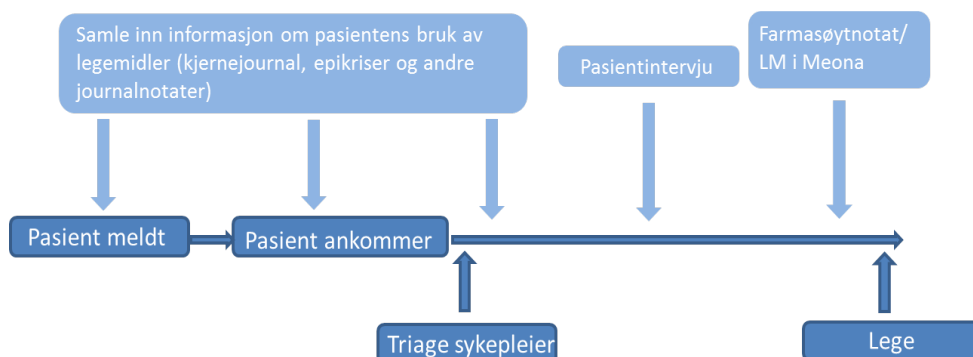 Samle inn informasjon om pasientens bruk av
legemidler (kjernejournal, epikriser og andre
journalnotater)
Pasientintervju
Farmasøytnotat/
LM i Meona
Pasient meldt
Pasient ankommer
Triage sykepleier
Lege